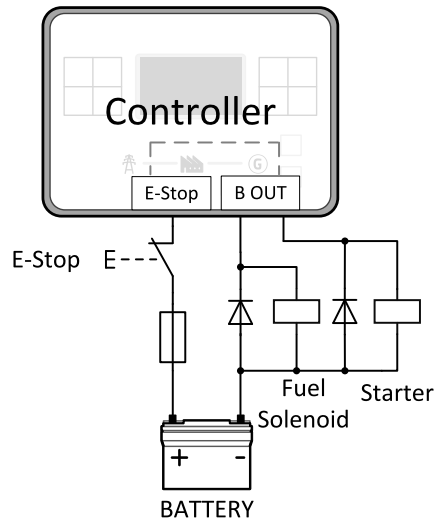 Controller
G
E-Stop
B OUT
E-Stop
Fuel
Solenoid
Starter
+ -
BATTERY